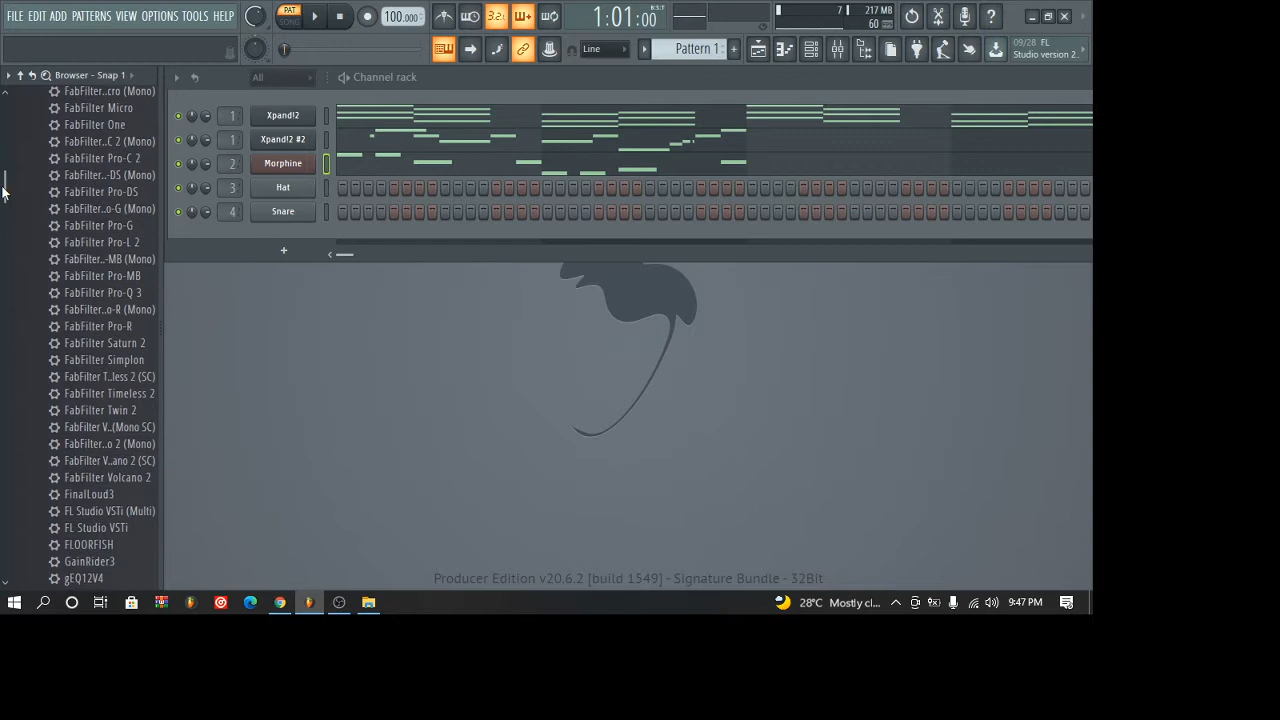 FILE EDIT ADD PATTERNS VIEW OPTIONS TOOLS HELP
PAT
SONG
100.000
3.2.
1:01:00
B:S:T
7
217 MB
60
Line
Pattern 1
09/28 FL
Studio version 2..
Browser - Snap 1
All
Channel rack
FabFilter..cro (Mono)
FabFilter Micro
FabFilter One
FabFilter..C 2 (Mono)
FabFilter Pro-C 2
FabFilter..-DS (Mono)
FabFilter Pro-DS
FabFilter..o-G (Mono)
FabFilter Pro-G
FabFilter Pro-L 2
FabFilter..-MB (Mono)
FabFilter Pro-MB
FabFilter Pro-Q 3
FabFilter..o-R (Mono)
FabFilter Pro-R
FabFilter Saturn 2
FabFilter Simplon
FabFilter T..less 2 (SC)
FabFilter Timeless 2
FabFilter Twin 2
FabFilter V..(Mono SC)
FabFilter..o 2 (Mono)
FabFilter V..ano 2 (SC)
FabFilter Volcano 2
FinalLoud3
FL Studio VSTi (Multi)
FL Studio VSTi
FLOORFISH
GainRider3
gEQ12V4
1 Xpand!2
1 Xpand!2 #2
2 Morphine
3 Hat
4 Snare
+
Producer Edition v20.6.2 [build 1549] - Signature Bundle - 32Bit
28°C Mostly cl...
9:47 PM